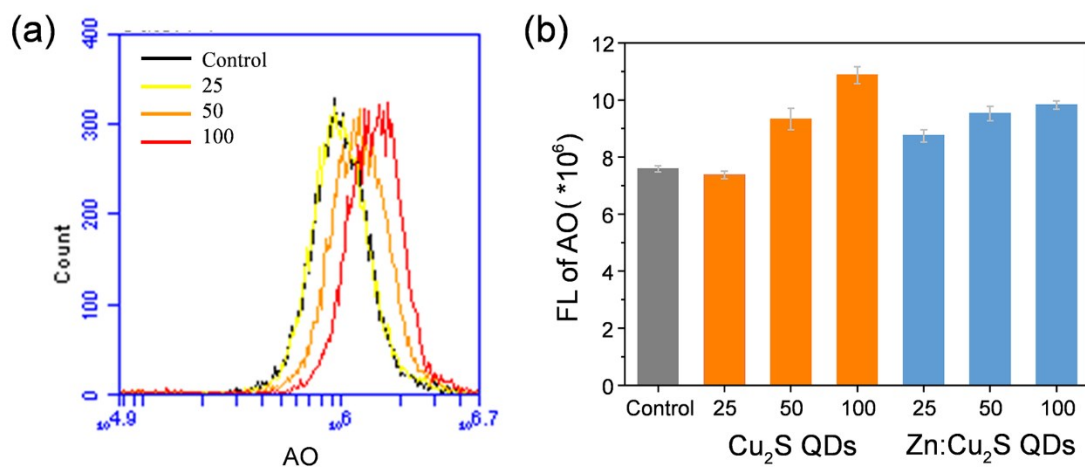 (a)
400
300
200
100
0
Count
Control
25
50
100
10^4.9
10^6
10^6.7
AO
(b)
12
10
8
6
4
2
0
FL of AO( *10^6)
Control 25 50 100 25 50 100
Cu₂S QDs Zn:Cu₂S QDs